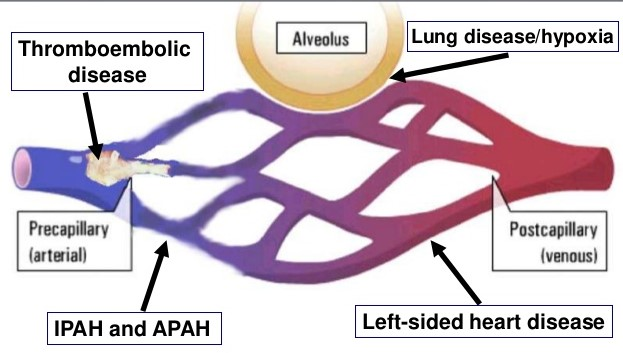 Thromboembolic
disease
Alveolus
Lung disease/hypoxia
Precapillary
(arterial)
Postcapillary
(venous)
IPAH and APAH
Left-sided heart disease